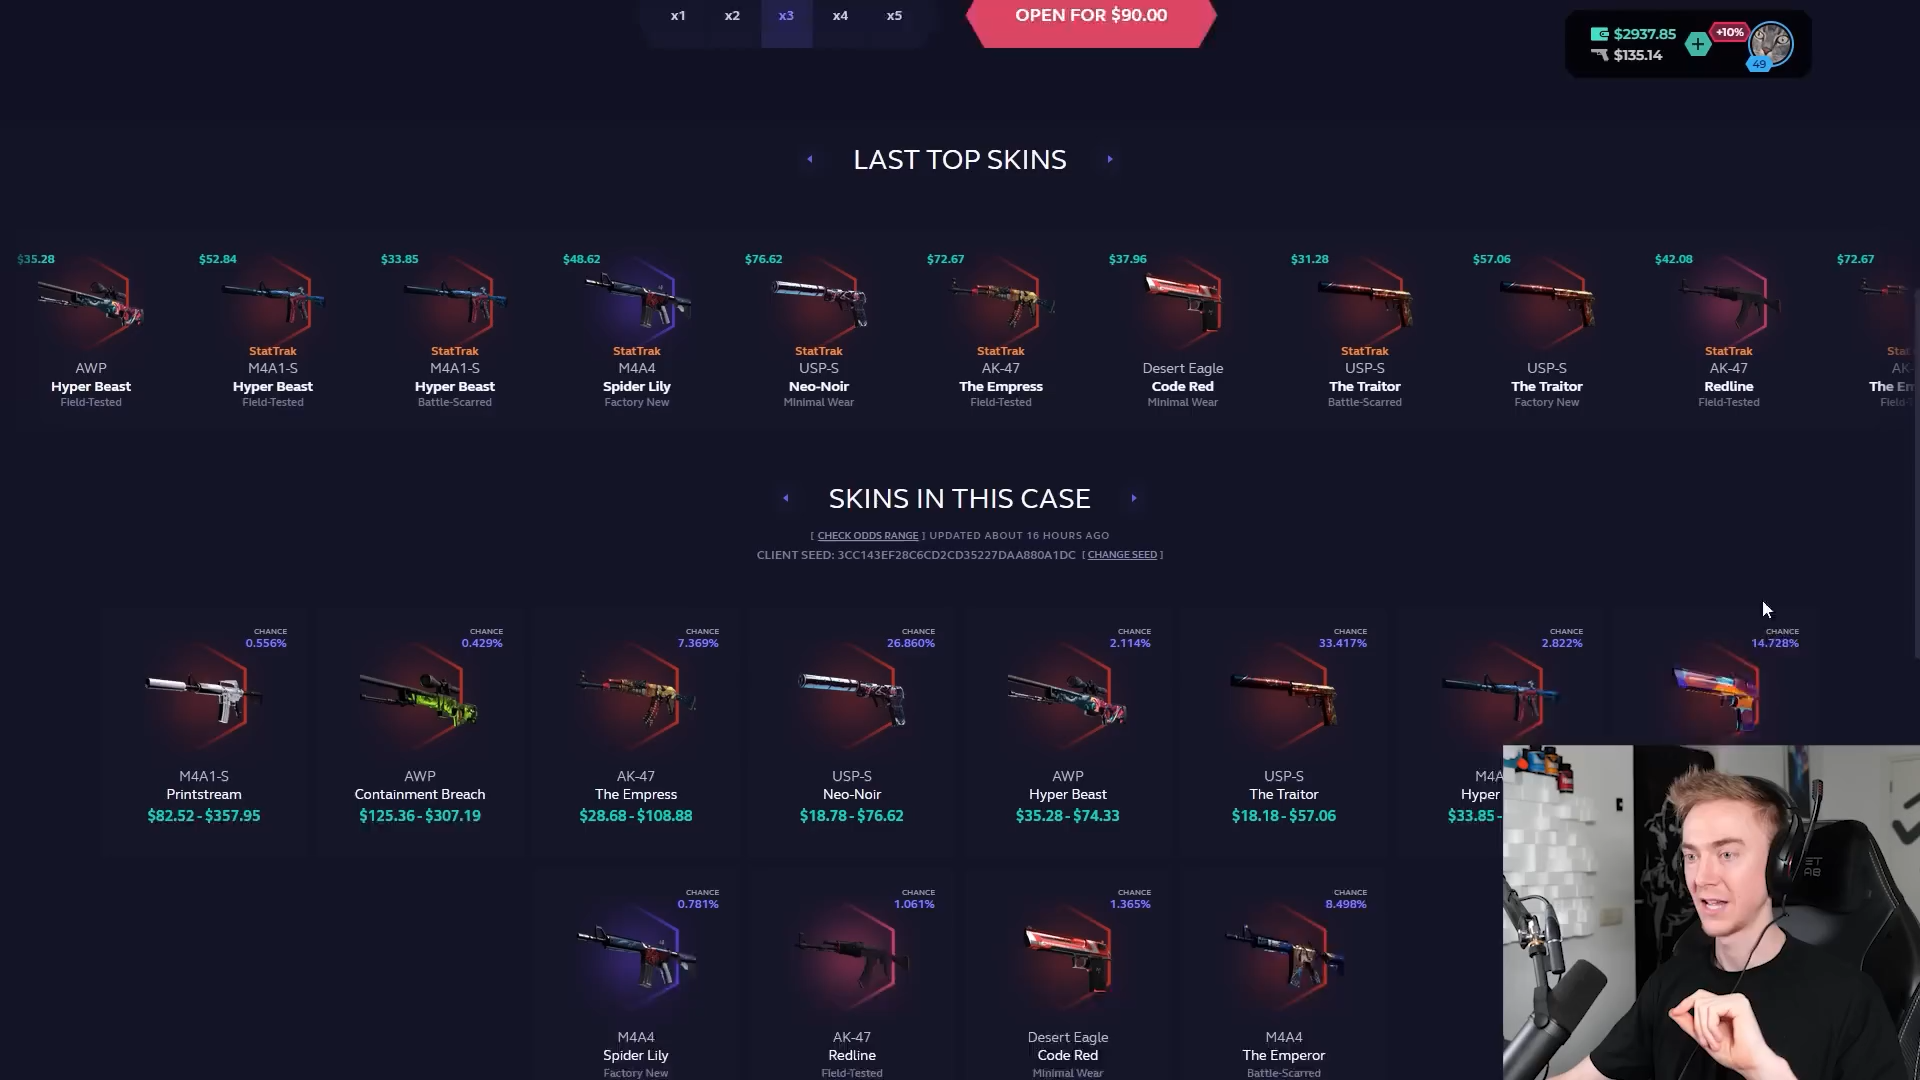 x1 x2 x3 x4 x5
OPEN FOR $90.00
$2937.85
$135.14
+10%
49
LAST TOP SKINS
$35.28 $52.84 $33.85 $48.62 $76.62 $72.67 $37.96 $31.28 $57.06 $42.08 $72.67
StatTrak StatTrak StatTrak StatTrak StatTrak StatTrak StatTrak
AWP M4A1-S M4A1-S M4A4 USP-S AK-47 Desert Eagle USP-S USP-S AK-47
Hyper Beast Hyper Beast Hyper Beast Spider Lily Neo-Noir The Empress Code Red The Traitor The Traitor Redline
Field-Tested Field-Tested Battle-Scarred Factory New Minimal Wear Field-Tested Minimal Wear Battle-Scarred Factory New Field-Tested
SKINS IN THIS CASE
[ CHECK ODDS RANGE ] UPDATED ABOUT 16 HOURS AGO
CLIENT SEED: 3CC143EF28C6CD2CD35227DAA880A1DC [ CHANGE SEED ]
CHANCE CHANCE CHANCE CHANCE CHANCE CHANCE CHANCE CHANCE
0.556% 0.429% 7.369% 26.860% 2.114% 33.417% 2.822% 14.728%
M4A1-S AWP AK-47 USP-S AWP USP-S M4A
Printstream Containment Breach The Empress Neo-Noir Hyper Beast The Traitor Hyper
$82.52 - $357.95 $125.36 - $307.19 $28.68 - $108.88 $18.78 - $76.62 $35.28 - $74.33 $18.18 - $57.06 $33.85 -
CHANCE CHANCE CHANCE CHANCE
0.781% 1.061% 1.365% 8.498%
M4A4 AK-47 Desert Eagle M4A4
Spider Lily Redline Code Red The Emperor
Factory New Field-Tested Minimal Wear Battle-Scarred